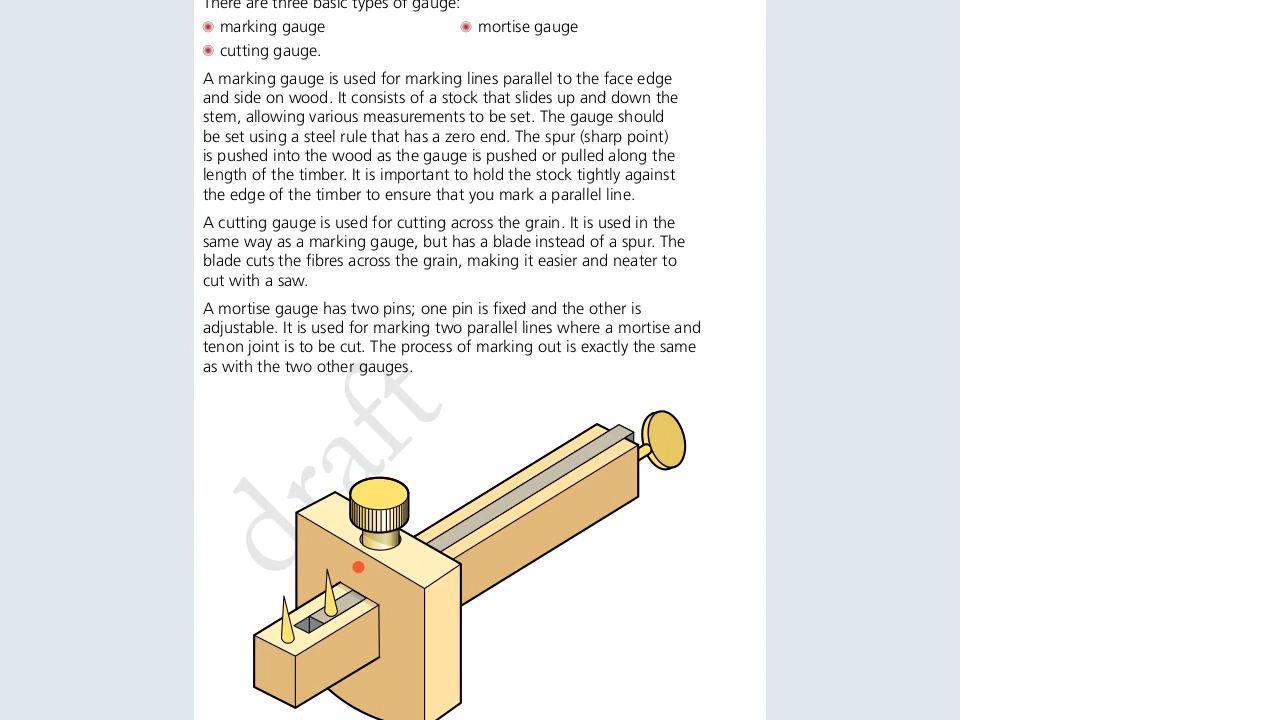 There are three basic types of gauge:
marking gauge
mortise gauge
cutting gauge.
A marking gauge is used for marking lines parallel to the face edge
and side on wood. It consists of a stock that slides up and down the
stem, allowing various measurements to be set. The gauge should
be set using a steel rule that has a zero end. The spur (sharp point)
is pushed into the wood as the gauge is pushed or pulled along the
length of the timber. It is important to hold the stock tightly against
the edge of the timber to ensure that you mark a parallel line.
A cutting gauge is used for cutting across the grain. It is used in the
same way as a marking gauge, but has a blade instead of a spur. The
blade cuts the fibres across the grain, making it easier and neater to
cut with a saw.
A mortise gauge has two pins; one pin is fixed and the other is
adjustable. It is used for marking two parallel lines where a mortise and
tenon joint is to be cut. The process of marking out is exactly the same
as with the two other gauges.
draft